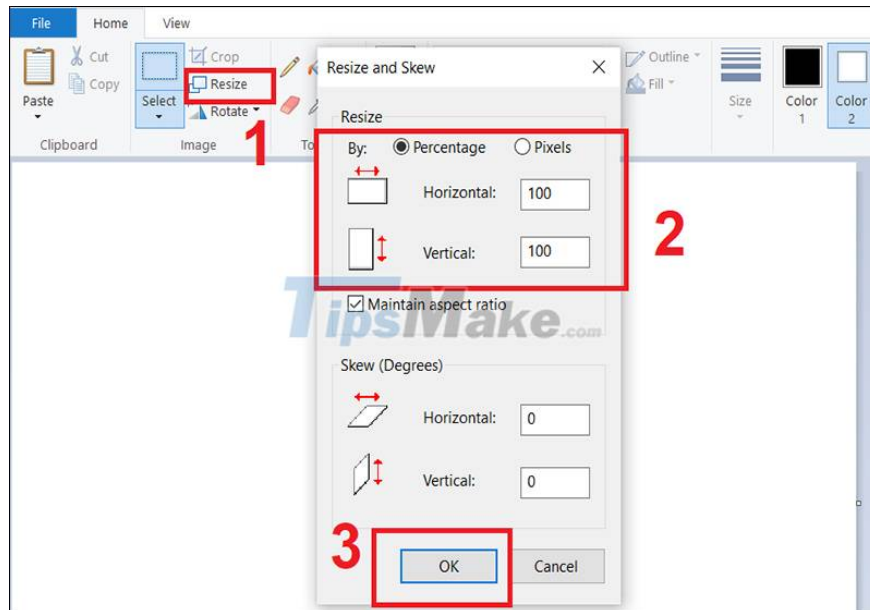 File Home View
Cut
Copy
Paste
Clipboard
Select
Crop
Resize
Rotate
Image
1
To
Outline
Fill
Size
Color 1
Color 2
Resize and Skew
Resize
By: Percentage Pixels
Horizontal: 100
Vertical: 100
2
Maintain aspect ratio
TipsMake.com
Skew (Degrees)
Horizontal: 0
Vertical: 0
3
OK Cancel